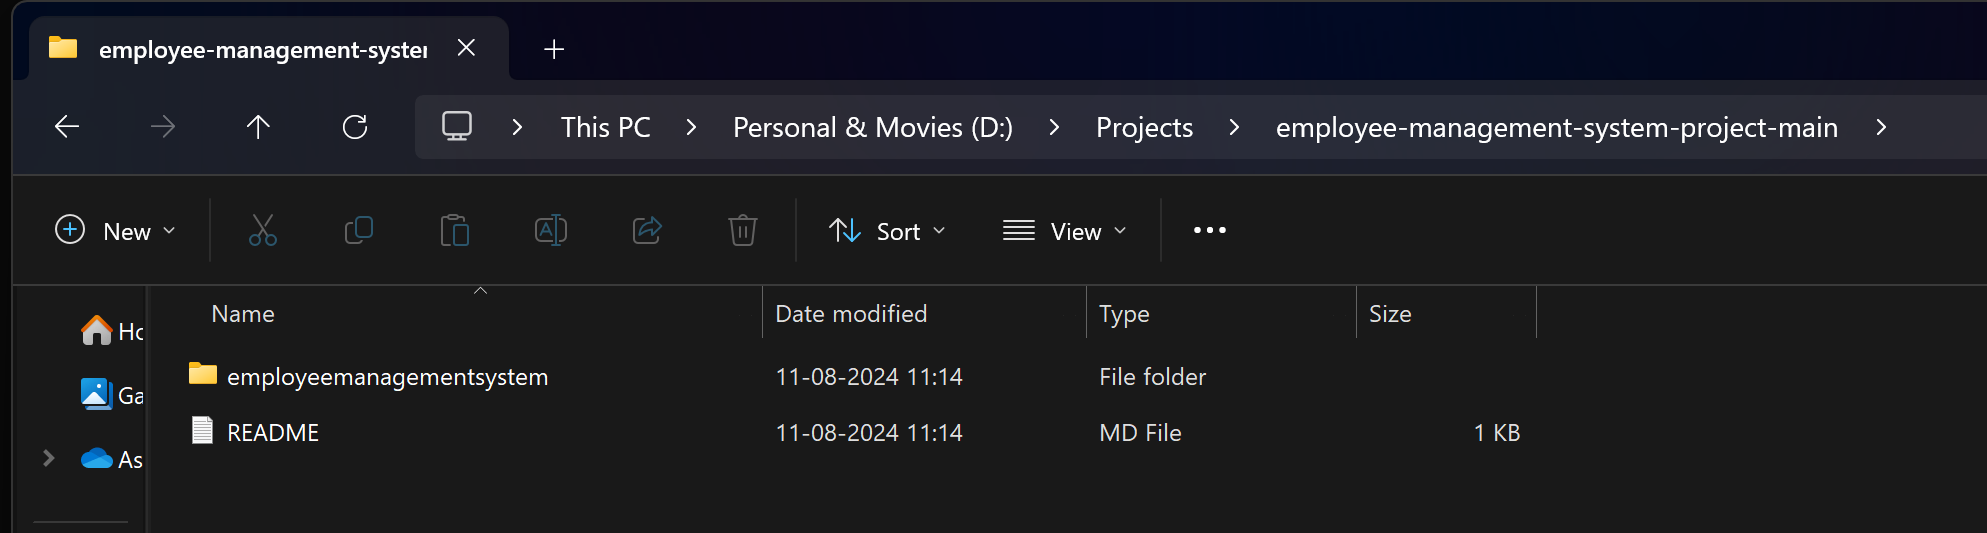 employee-management-syster
This PC Personal & Movies (D:) Projects employee-management-system-project-main
New Sort View
Name Date modified Type Size
employeemanagementsystem 11-08-2024 11:14 File folder
README 11-08-2024 11:14 MD File 1 KB
Ho
Ga
As